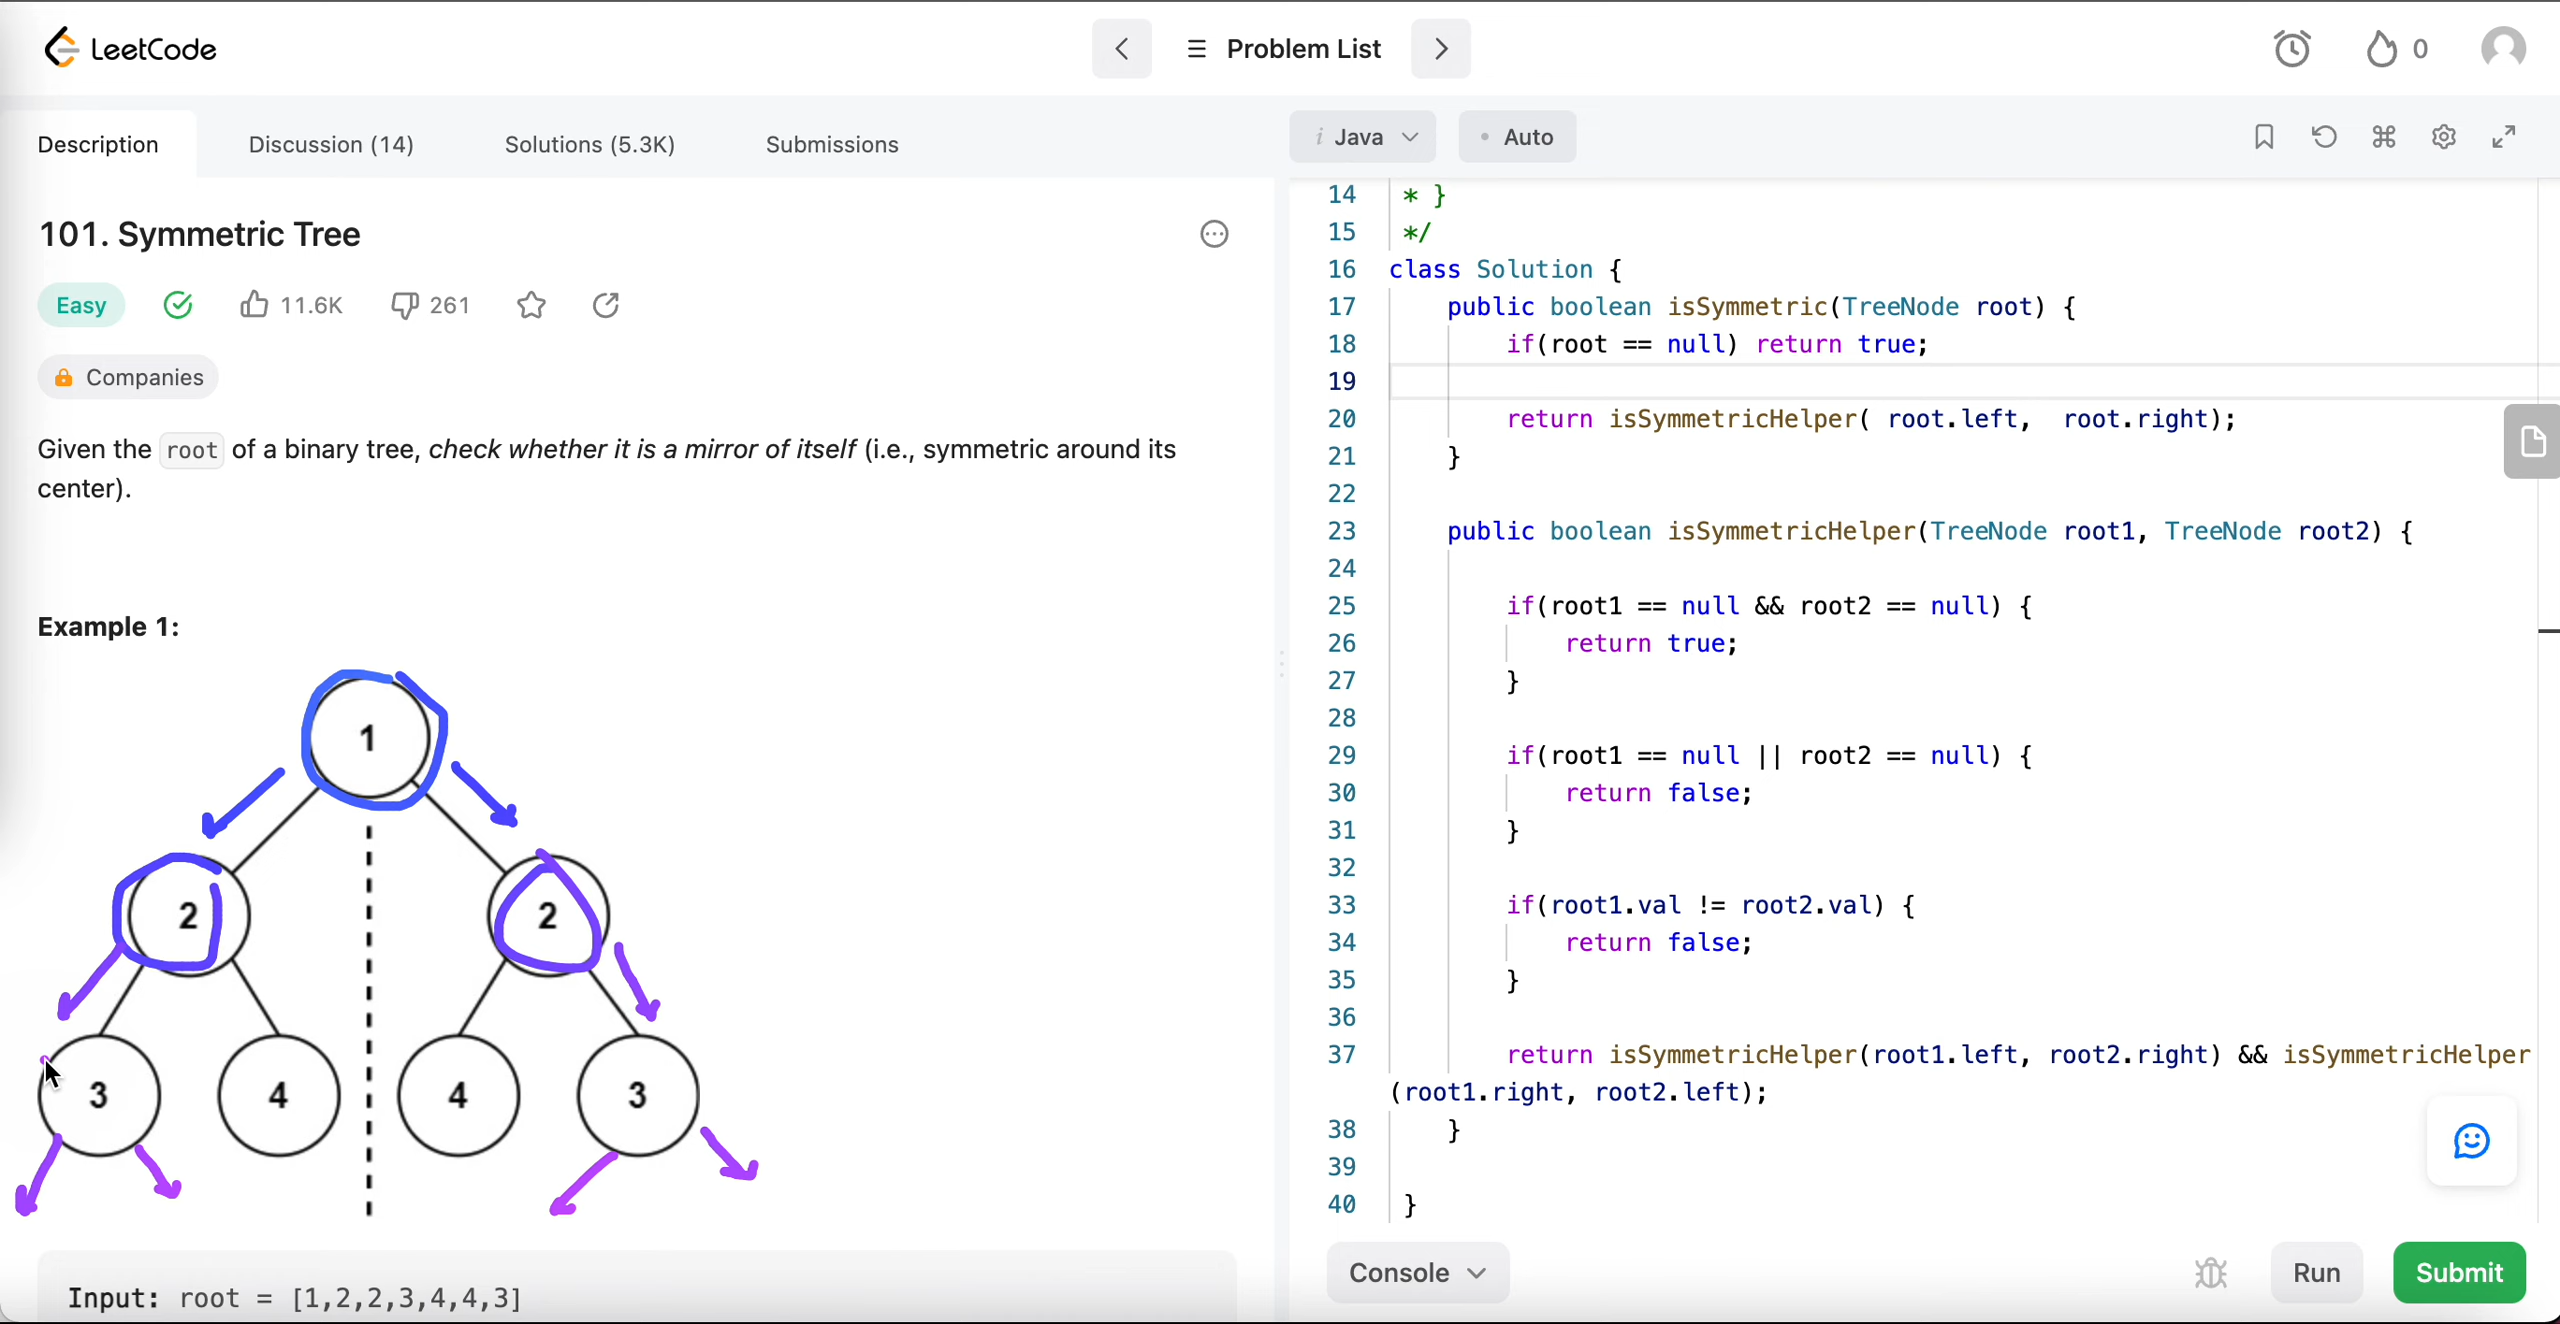 LeetCode
Problem List
0
Description
Discussion (14)
Solutions (5.3K)
Submissions
101. Symmetric Tree
Easy
11.6K
261
Companies
Given the root of a binary tree, check whether it is a mirror of itself (i.e., symmetric around its
center).
Example 1:
1
2 2
3 4 4 3
Input: root = [1,2,2,3,4,4,3]
i Java
Auto
14 * }
15 */
16 class Solution {
17 public boolean isSymmetric(TreeNode root) {
18 if(root == null) return true;
19
20 return isSymmetricHelper( root.left,  root.right);
21 }
22
23 public boolean isSymmetricHelper(TreeNode root1, TreeNode root2) {
24
25 if(root1 == null && root2 == null) {
26 return true;
27 }
28
29 if(root1 == null || root2 == null) {
30 return false;
31 }
32
33 if(root1.val != root2.val) {
34 return false;
35 }
36
37 return isSymmetricHelper(root1.left, root2.right) && isSymmetricHelper
(root1.right, root2.left);
38 }
39
40 }
Console
Run
Submit